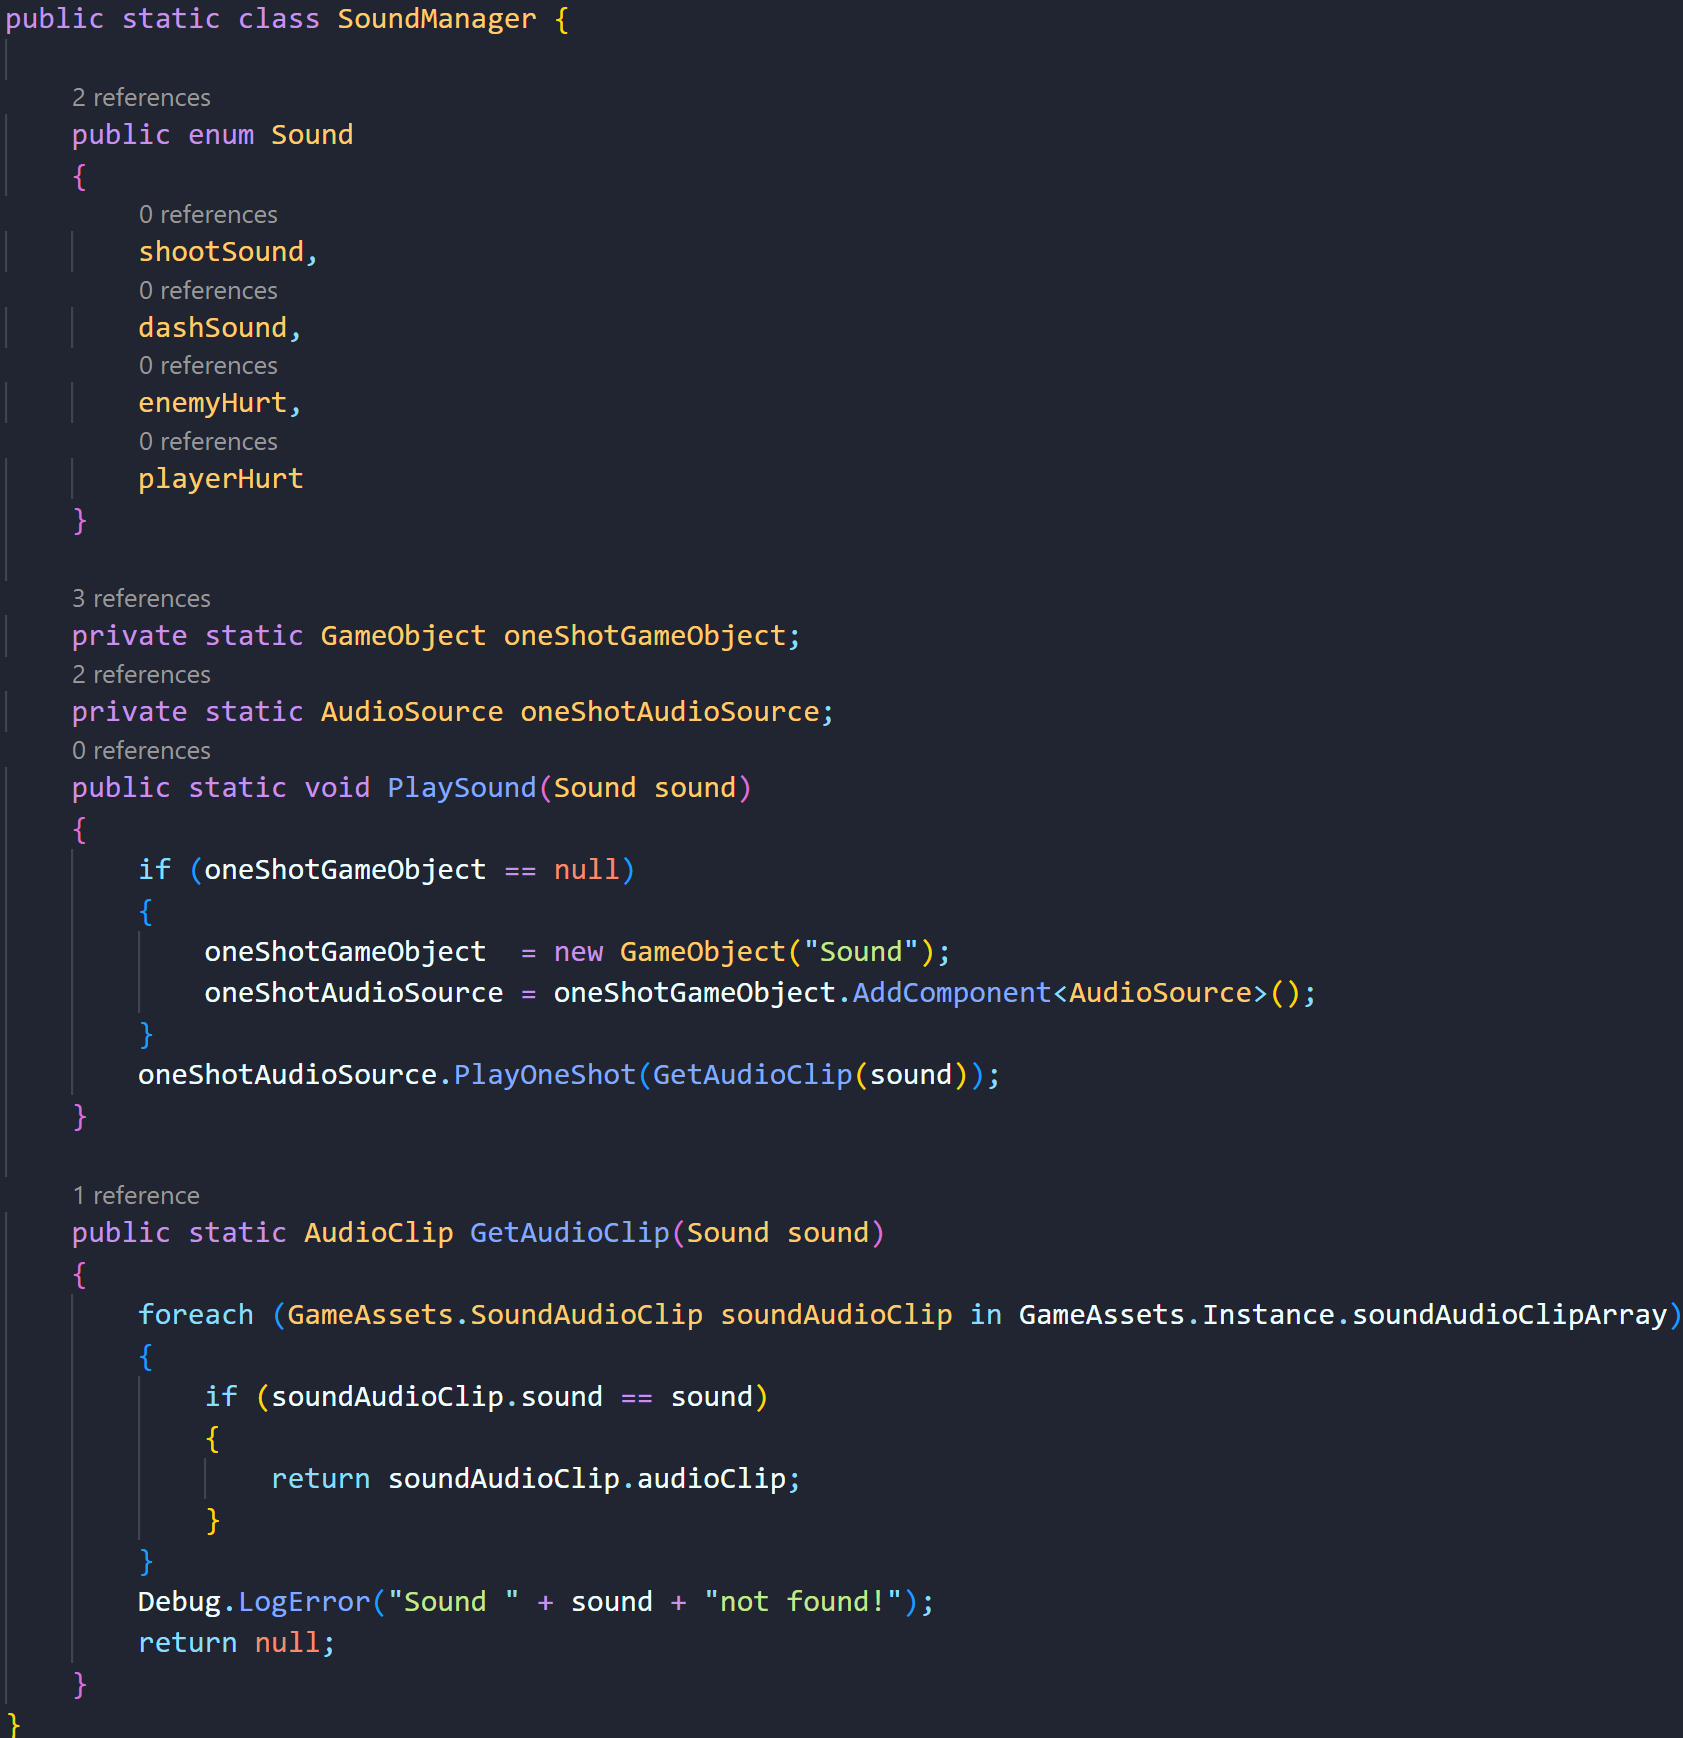 public static class SoundManager {
2 references
public enum Sound
{
0 references
shootSound,
0 references
dashSound,
0 references
enemyHurt,
0 references
playerHurt
}
3 references
private static GameObject oneShotGameObject;
2 references
private static AudioSource oneShotAudioSource;
0 references
public static void PlaySound(Sound sound)
{
if (oneShotGameObject == null)
{
oneShotGameObject  = new GameObject("Sound");
oneShotAudioSource = oneShotGameObject.AddComponent<AudioSource>();
}
oneShotAudioSource.PlayOneShot(GetAudioClip(sound));
}
1 reference
public static AudioClip GetAudioClip(Sound sound)
{
foreach (GameAssets.SoundAudioClip soundAudioClip in GameAssets.Instance.soundAudioClipArray)
{
if (soundAudioClip.sound == sound)
{
return soundAudioClip.audioClip;
}
}
Debug.LogError("Sound " + sound + "not found!");
return null;
}
}